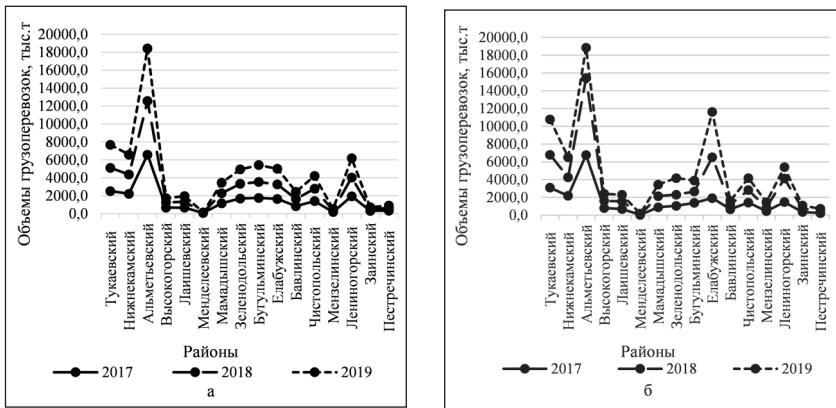 Объемы грузоперевозок, тыс.т
20000,0
18000,0
16000,0
14000,0
12000,0
10000,0
8000,0
6000,0
4000,0
2000,0
0,0
Тукаевский
Нижнекамский
Альметьевский
Высокогорский
Лаишевский
Менделеевский
Мамадышский
Зеленодольский
Бугульминский
Елабужский
Бавлинский
Чистопольский
Мензелинский
Лениногорский
Заинский
Пестречинский
Районы
2017 2018 2019
а
Объемы грузоперевозок, тыс.т
20000,0
18000,0
16000,0
14000,0
12000,0
10000,0
8000,0
6000,0
4000,0
2000,0
0,0
Тукаевский
Нижнекамский
Альметьевский
Высокогорский
Лаишевский
Менделеевский
Мамадышский
Зеленодольский
Бугульминский
Елабужский
Бавлинский
Чистопольский
Мензелинский
Лениногорский
Заинский
Пестречинский
Районы
2017 2018 2019
б